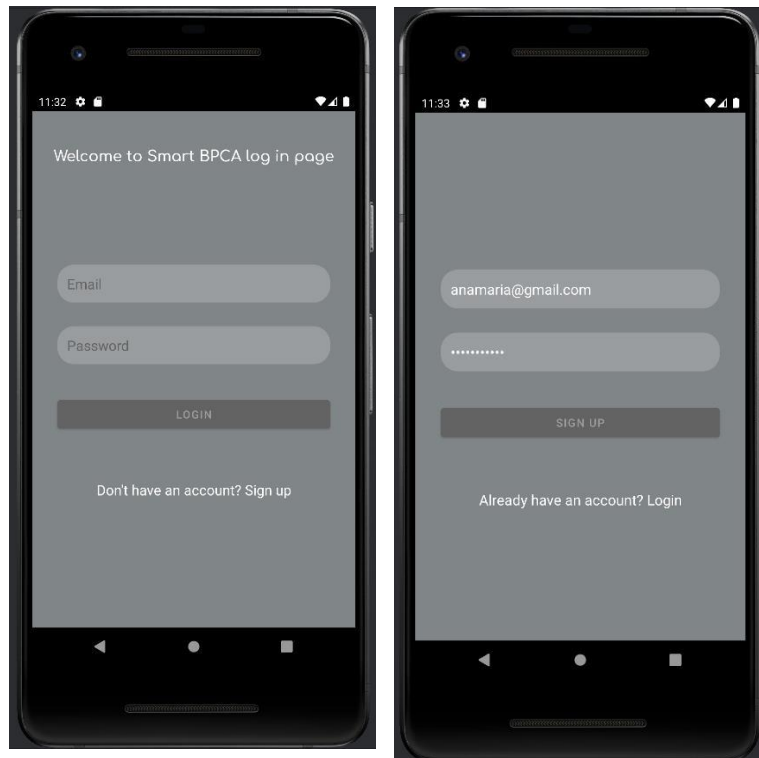 11:32
Welcome to Smart BPCA log in page
Email
Password
LOGIN
Don't have an account? Sign up
11:33
anamaria@gmail.com
•••••••••••
SIGN UP
Already have an account? Login